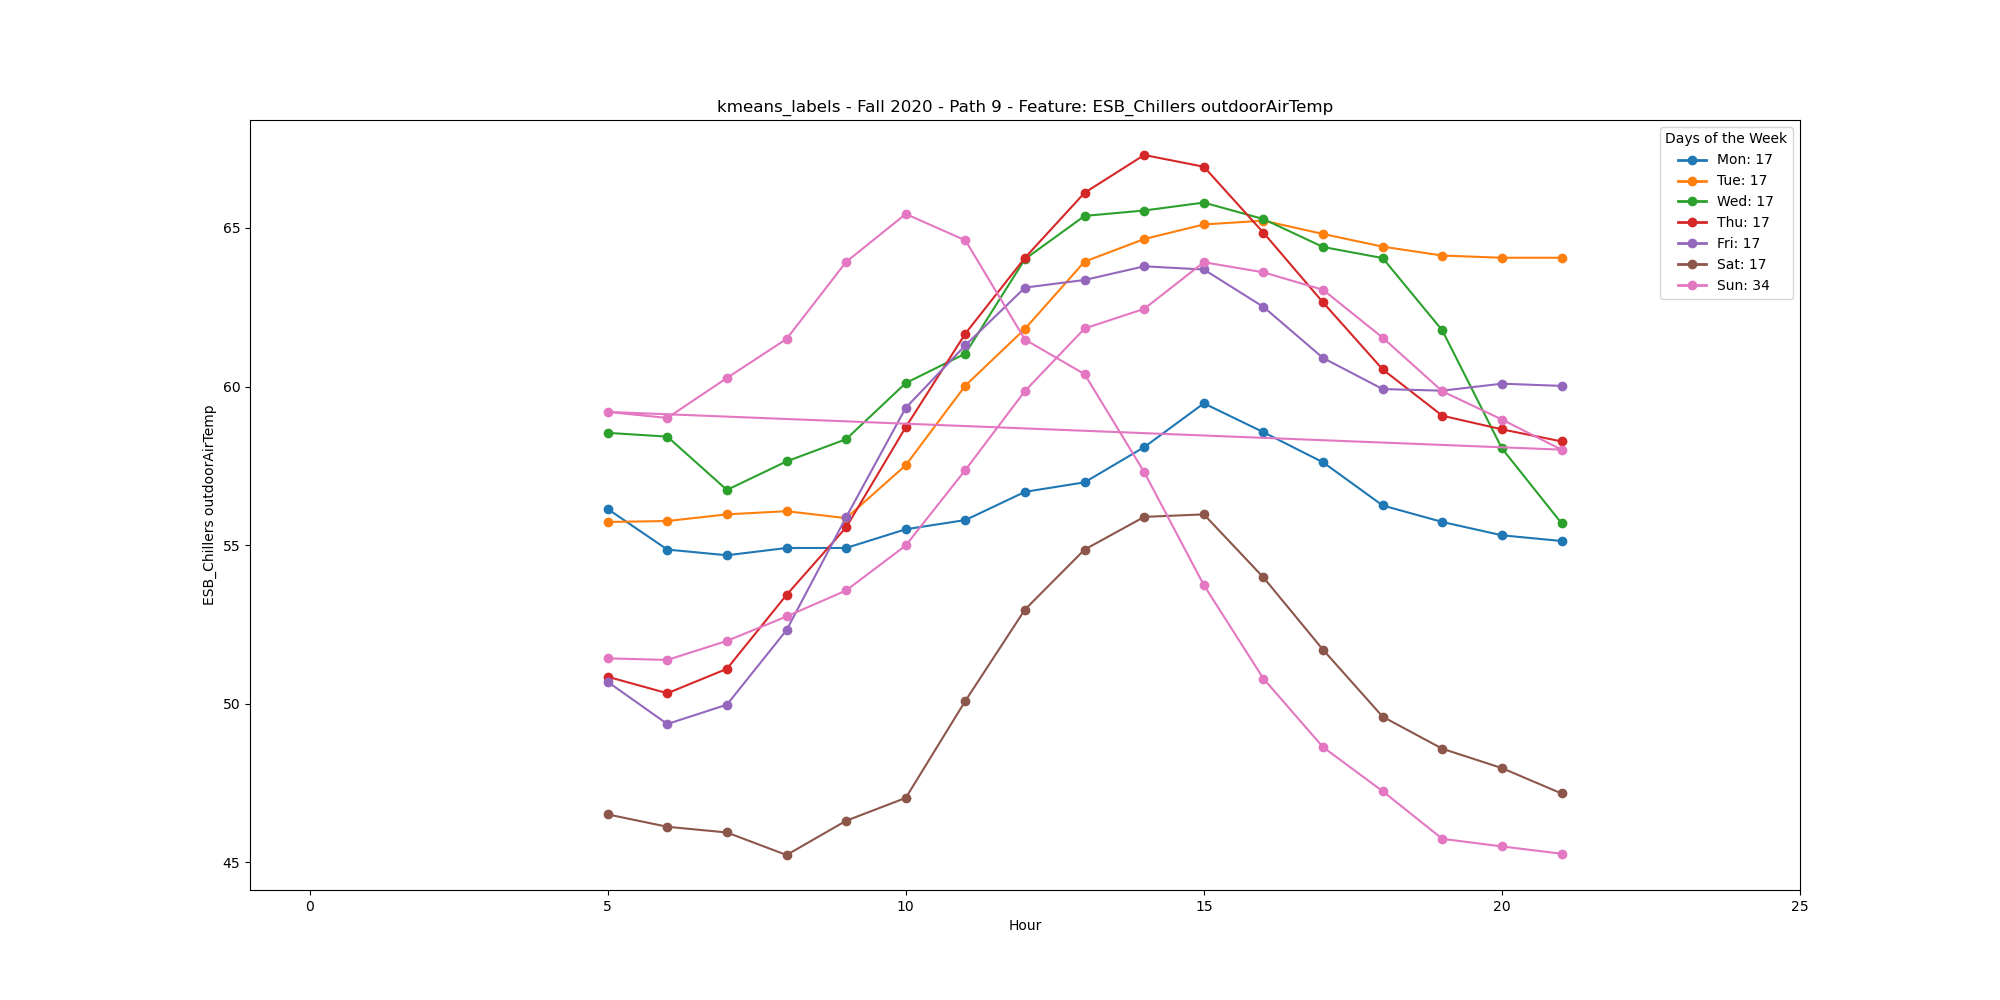 kmeans_labels - Fall 2020 - Path 9 - Feature: ESB_Chillers outdoorAirTemp
Days of the Week
Mon: 17
Tue: 17
Wed: 17
Thu: 17
Fri: 17
Sat: 17
Sun: 34
ESB_Chillers outdoorAirTemp
65
60
55
50
45
0 5 10 15 20 25
Hour